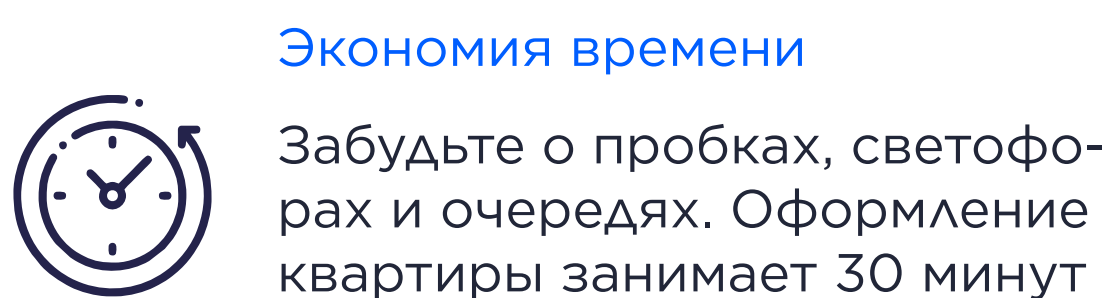 Экономия времени
Забудьте о пробках, светофо-
рах и очередях. Оформление
квартиры занимает 30 минут